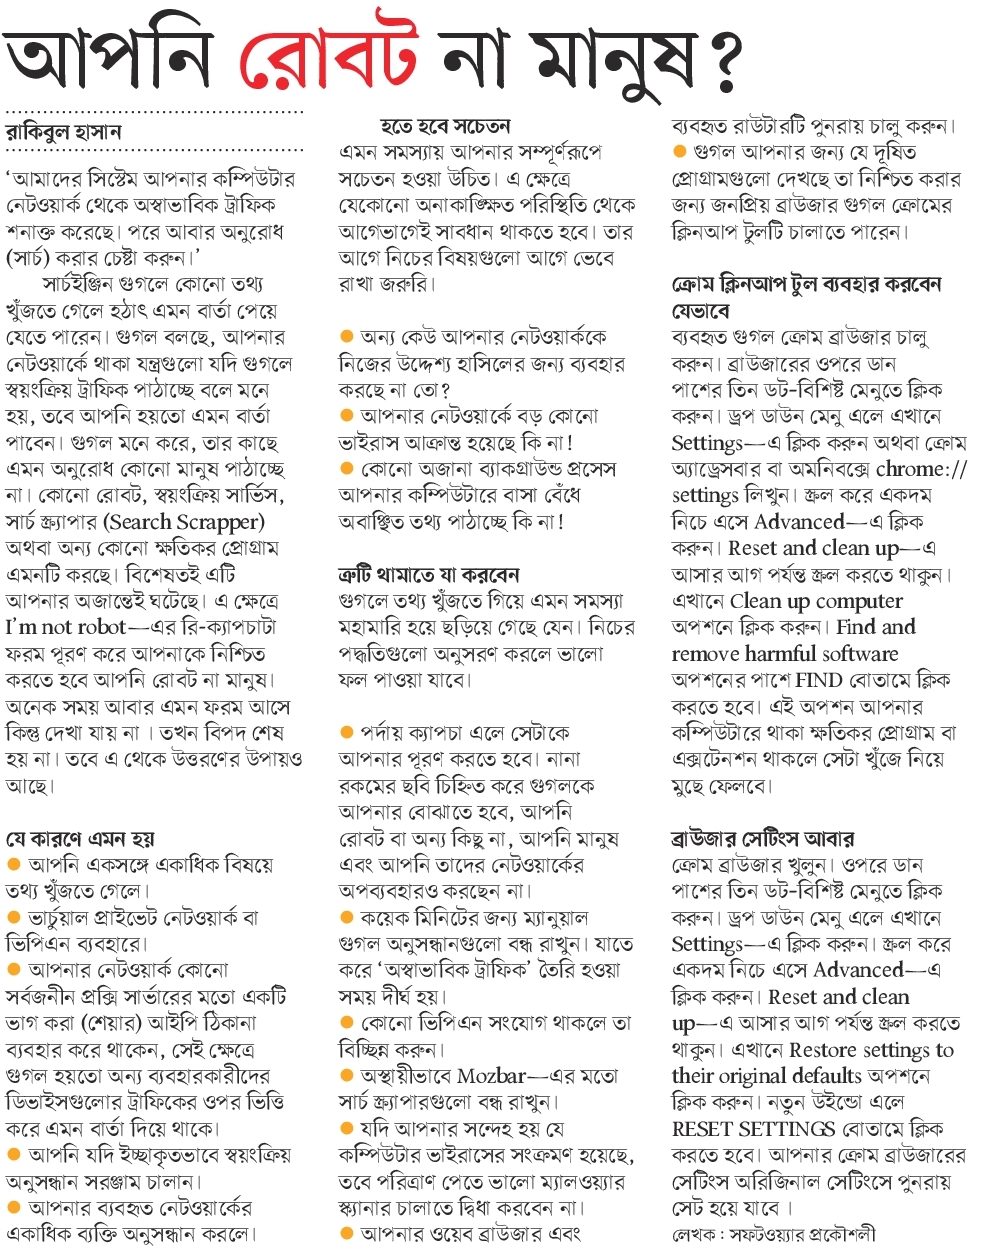 আপনি রোবট না মানুষ?
রাকিবুল হাসান
‘আমাদের সিস্টেম আপনার কম্পিউটার
নেটওয়ার্ক থেকে অস্বাভাবিক ট্রাফিক
শনাক্ত করেছে। পরে আবার অনুরোধ
(সার্চ) করার চেষ্টা করুন।’
সার্চইঞ্জিন গুগলে কোনো তথ্য
খুঁজতে গেলে হঠাৎ এমন বার্তা পেয়ে
যেতে পারেন। গুগল বলছে, আপনার
নেটওয়ার্কে থাকা যন্ত্রগুলো যদি গুগলে
স্বয়ংক্রিয় ট্রাফিক পাঠাচ্ছে বলে মনে
হয়, তবে আপনি হয়তো এমন বার্তা
পাবেন। গুগল মনে করে, তার কাছে
এমন অনুরোধ কোনো মানুষ পাঠাচ্ছে
না। কোনো রোবট, স্বয়ংক্রিয় সার্ভিস,
সার্চ স্ক্র্যাপার (Search Scrapper)
অথবা অন্য কোনো ক্ষতিকর প্রোগ্রাম
এমনটি করছে। বিশেষতই এটি
আপনার অজান্তেই ঘটেছে। এ ক্ষেত্রে
I’m not robot—এর রি-ক্যাপচাটা
ফরম পূরণ করে আপনাকে নিশ্চিত
করতে হবে আপনি রোবট না মানুষ।
অনেক সময় আবার এমন ফরম আসে
কিন্তু দেখা যায় না । তখন বিপদ শেষ
হয় না। তবে এ থেকে উত্তরণের উপায়ও
আছে।
যে কারণে এমন হয়
● আপনি একসঙ্গে একাধিক বিষয়ে
তথ্য খুঁজতে গেলে।
● ভার্চুয়াল প্রাইভেট নেটওয়ার্ক বা
ভিপিএন ব্যবহারে।
● আপনার নেটওয়ার্ক কোনো
সর্বজনীন প্রক্সি সার্ভারের মতো একটি
ভাগ করা (শেয়ার) আইপি ঠিকানা
ব্যবহার করে থাকেন, সেই ক্ষেত্রে
গুগল হয়তো অন্য ব্যবহারকারীদের
ডিভাইসগুলোর ট্রাফিকের ওপর ভিত্তি
করে এমন বার্তা দিয়ে থাকে।
● আপনি যদি ইচ্ছাকৃতভাবে স্বয়ংক্রিয়
অনুসন্ধান সরঞ্জাম চালান।
● আপনার ব্যবহৃত নেটওয়ার্কের
একাধিক ব্যক্তি অনুসন্ধান করলে।
হতে হবে সচেতন
এমন সমস্যায় আপনার সম্পূর্ণরূপে
সচেতন হওয়া উচিত। এ ক্ষেত্রে
যেকোনো অনাকাঙ্ক্ষিত পরিস্থিতি থেকে
আগেভাগেই সাবধান থাকতে হবে। তার
আগে নিচের বিষয়গুলো আগে ভেবে
রাখা জরুরি।
● অন্য কেউ আপনার নেটওয়ার্ককে
নিজের উদ্দেশ্য হাসিলের জন্য ব্যবহার
করছে না তো?
● আপনার নেটওয়ার্কে বড় কোনো
ভাইরাস আক্রান্ত হয়েছে কি না!
● কোনো অজানা ব্যাকগ্রাউন্ড প্রসেস
আপনার কম্পিউটারে বাসা বেঁধে
অবাঞ্ছিত তথ্য পাঠাচ্ছে কি না!
ত্রুটি থামাতে যা করবেন
গুগলে তথ্য খুঁজতে গিয়ে এমন সমস্যা
মহামারি হয়ে ছড়িয়ে গেছে যেন। নিচের
পদ্ধতিগুলো অনুসরণ করলে ভালো
ফল পাওয়া যাবে।
● পর্দায় ক্যাপচা এলে সেটাকে
আপনার পূরণ করতে হবে। নানা
রকমের ছবি চিহ্নিত করে গুগলকে
আপনার বোঝাতে হবে, আপনি
রোবট বা অন্য কিছু না, আপনি মানুষ
এবং আপনি তাদের নেটওয়ার্কের
অপব্যবহারও করছেন না।
● কয়েক মিনিটের জন্য ম্যানুয়াল
গুগল অনুসন্ধানগুলো বন্ধ রাখুন। যাতে
করে ‘অস্বাভাবিক ট্রাফিক’ তৈরি হওয়া
সময় দীর্ঘ হয়।
● কোনো ভিপিএন সংযোগ থাকলে তা
বিচ্ছিন্ন করুন।
● অস্থায়ীভাবে Mozbar—এর মতো
সার্চ স্ক্র্যাপারগুলো বন্ধ রাখুন।
● যদি আপনার সন্দেহ হয় যে
কম্পিউটার ভাইরাসের সংক্রমণ হয়েছে,
তবে পরিত্রাণ পেতে ভালো ম্যালওয়্যার
স্ক্যানার চালাতে দ্বিধা করবেন না।
● আপনার ওয়েব ব্রাউজার এবং
ব্যবহৃত রাউটারটি পুনরায় চালু করুন।
● গুগল আপনার জন্য যে দূষিত
প্রোগ্রামগুলো দেখছে তা নিশ্চিত করার
জন্য জনপ্রিয় ব্রাউজার গুগল ক্রোমের
ক্লিনআপ টুলটি চালাতে পারেন।
ক্রোম ক্লিনআপ টুল ব্যবহার করবেন
যেভাবে
ব্যবহৃত গুগল ক্রোম ব্রাউজার চালু
করুন। ব্রাউজারের ওপরে ডান
পাশের তিন ডট-বিশিষ্ট মেনুতে ক্লিক
করুন। ড্রপ ডাউন মেনু এলে এখানে
Settings—এ ক্লিক করুন অথবা ক্রোম
অ্যাড্রেসবার বা অমনিবক্সে chrome://
settings লিখুন। স্ক্রল করে একদম
নিচে এসে Advanced—এ ক্লিক
করুন। Reset and clean up—এ
আসার আগ পর্যন্ত স্ক্রল করতে থাকুন।
এখানে Clean up computer
অপশনে ক্লিক করুন। Find and
remove harmful software
অপশনের পাশে FIND বোতামে ক্লিক
করতে হবে। এই অপশন আপনার
কম্পিউটারে থাকা ক্ষতিকর প্রোগ্রাম বা
এক্সটেনশন থাকলে সেটা খুঁজে নিয়ে
মুছে ফেলবে।
ব্রাউজার সেটিংস আবার
ক্রোম ব্রাউজার খুলুন। ওপরে ডান
পাশের তিন ডট-বিশিষ্ট মেনুতে ক্লিক
করুন। ড্রপ ডাউন মেনু এলে এখানে
Settings—এ ক্লিক করুন। স্ক্রল করে
একদম নিচে এসে Advanced—এ
ক্লিক করুন। Reset and clean
up—এ আসার আগ পর্যন্ত স্ক্রল করতে
থাকুন। এখানে Restore settings to
their original defaults অপশনে
ক্লিক করুন। নতুন উইন্ডো এলে
RESET SETTINGS বোতামে ক্লিক
করতে হবে। আপনার ক্রোম ব্রাউজারের
সেটিংস অরিজিনাল সেটিংসে পুনরায়
সেট হয়ে যাবে ।
লেখক : সফটওয়্যার প্রকৌশলী